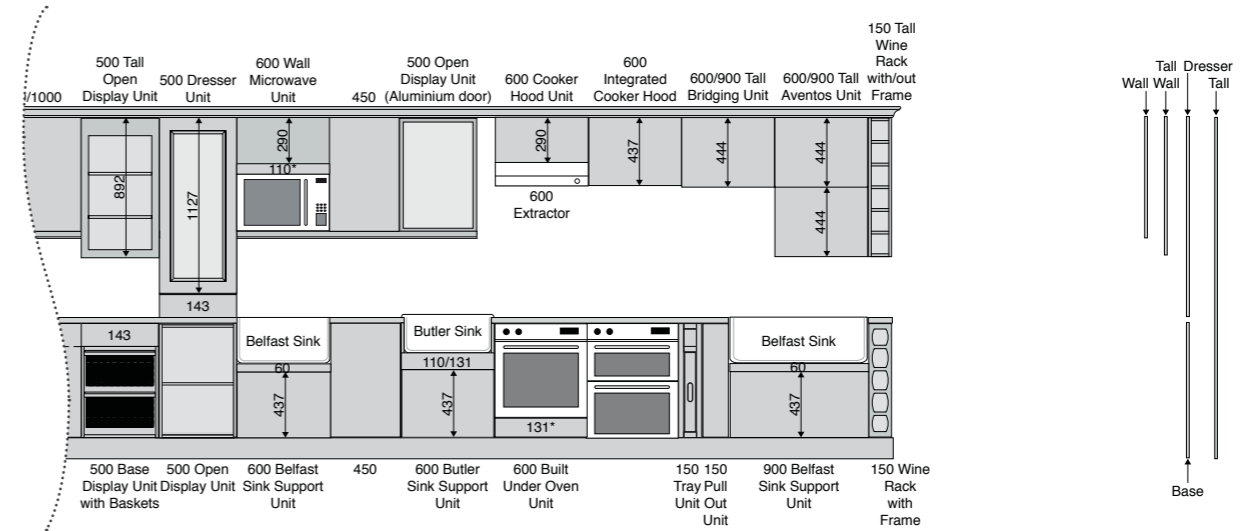 /1000
500 Tall
Open
Display Unit
500 Dresser
Unit
600 Wall
Microwave
Unit
450
500 Open
Display Unit
(Aluminium door)
600 Cooker
Hood Unit
600
Integrated
Cooker Hood
600/900 Tall
Bridging Unit
600/900 Tall
Aventos Unit
150 Tall
Wine
Rack
with/out
Frame
Wall
Tall
Wall
Dresser
Tall
892
1127
290
110*
290
437
444
444
444
600
Extractor
143
143
Belfast Sink
60
437
Butler Sink
110/131
437
131*
Belfast Sink
60
437
500 Base
Display Unit
with Baskets
500 Open
Display Unit
600 Belfast
Sink Support
Unit
450
600 Butler
Sink Support
Unit
600 Built
Under Oven
Unit
150
Tray
Unit
150
Pull
Out
Unit
900 Belfast
Sink Support
Unit
150 Wine
Rack
with
Frame
Base